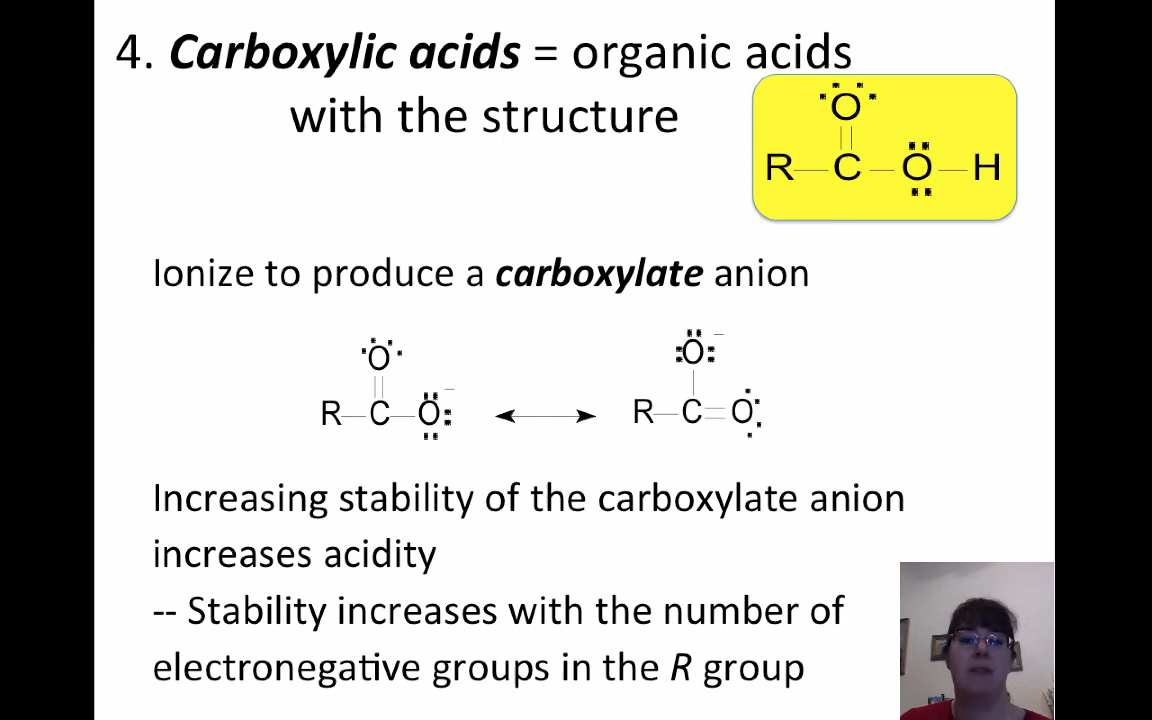 4. Carboxylic acids = organic acids
with the structure
O
R C O H
Ionize to produce a carboxylate anion
O
R C O –
O –
R C O
Increasing stability of the carboxylate anion
increases acidity
-- Stability increases with the number of
electronegative groups in the R group